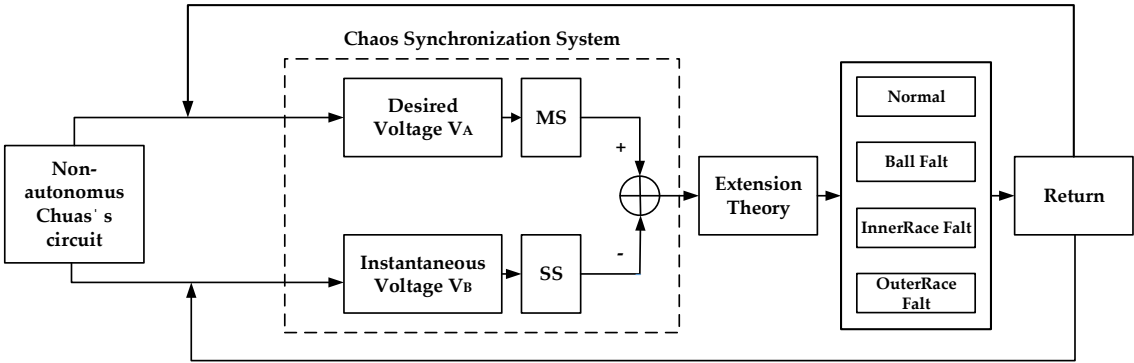 Chaos Synchronization System
Non-
autonomus
Chuas's
circuit
Desired
Voltage VA
MS
+
Instantaneous
Voltage VB
SS
-
Extension
Theory
Normal
Ball Falt
InnerRace Falt
OuterRace
Falt
Return